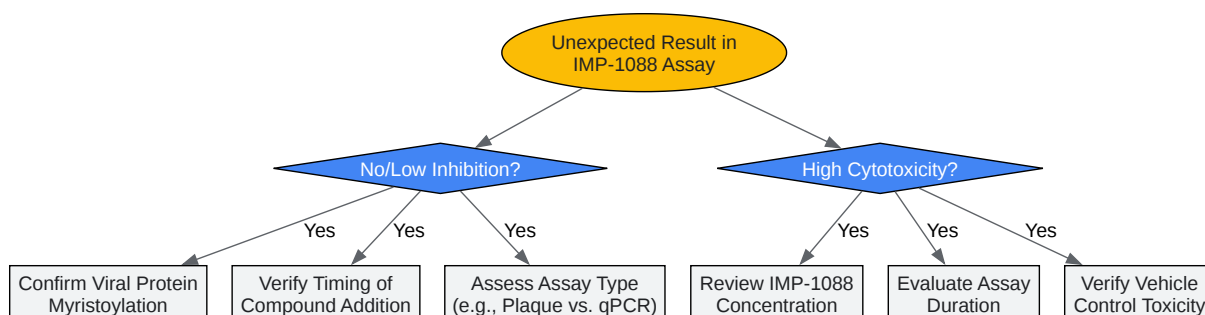 Unexpected Result in
IMP-1088 Assay
No/Low Inhibition?
High Cytotoxicity?
Yes
Yes
Yes
Yes
Yes
Yes
Confirm Viral Protein
Myristoylation
Verify Timing of
Compound Addition
Assess Assay Type
(e.g., Plaque vs. qPCR)
Review IMP-1088
Concentration
Evaluate Assay
Duration
Verify Vehicle
Control Toxicity